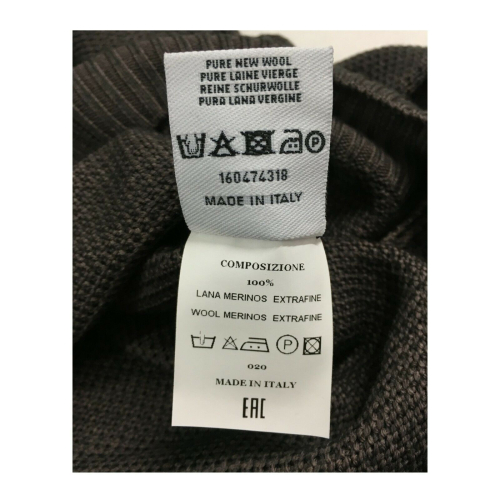 PURE NEW WOOL
PURE LAINE VIERGE
REINE SCHURWOLLE
PURA LANA VERGINE
P
160474318
MADE IN ITALY
COMPOSIZIONE
100%
LANA MERINOS EXTRAFINE
WOOL MERINOS EXTRAFINE
P
020
MADE IN ITALY
EAC